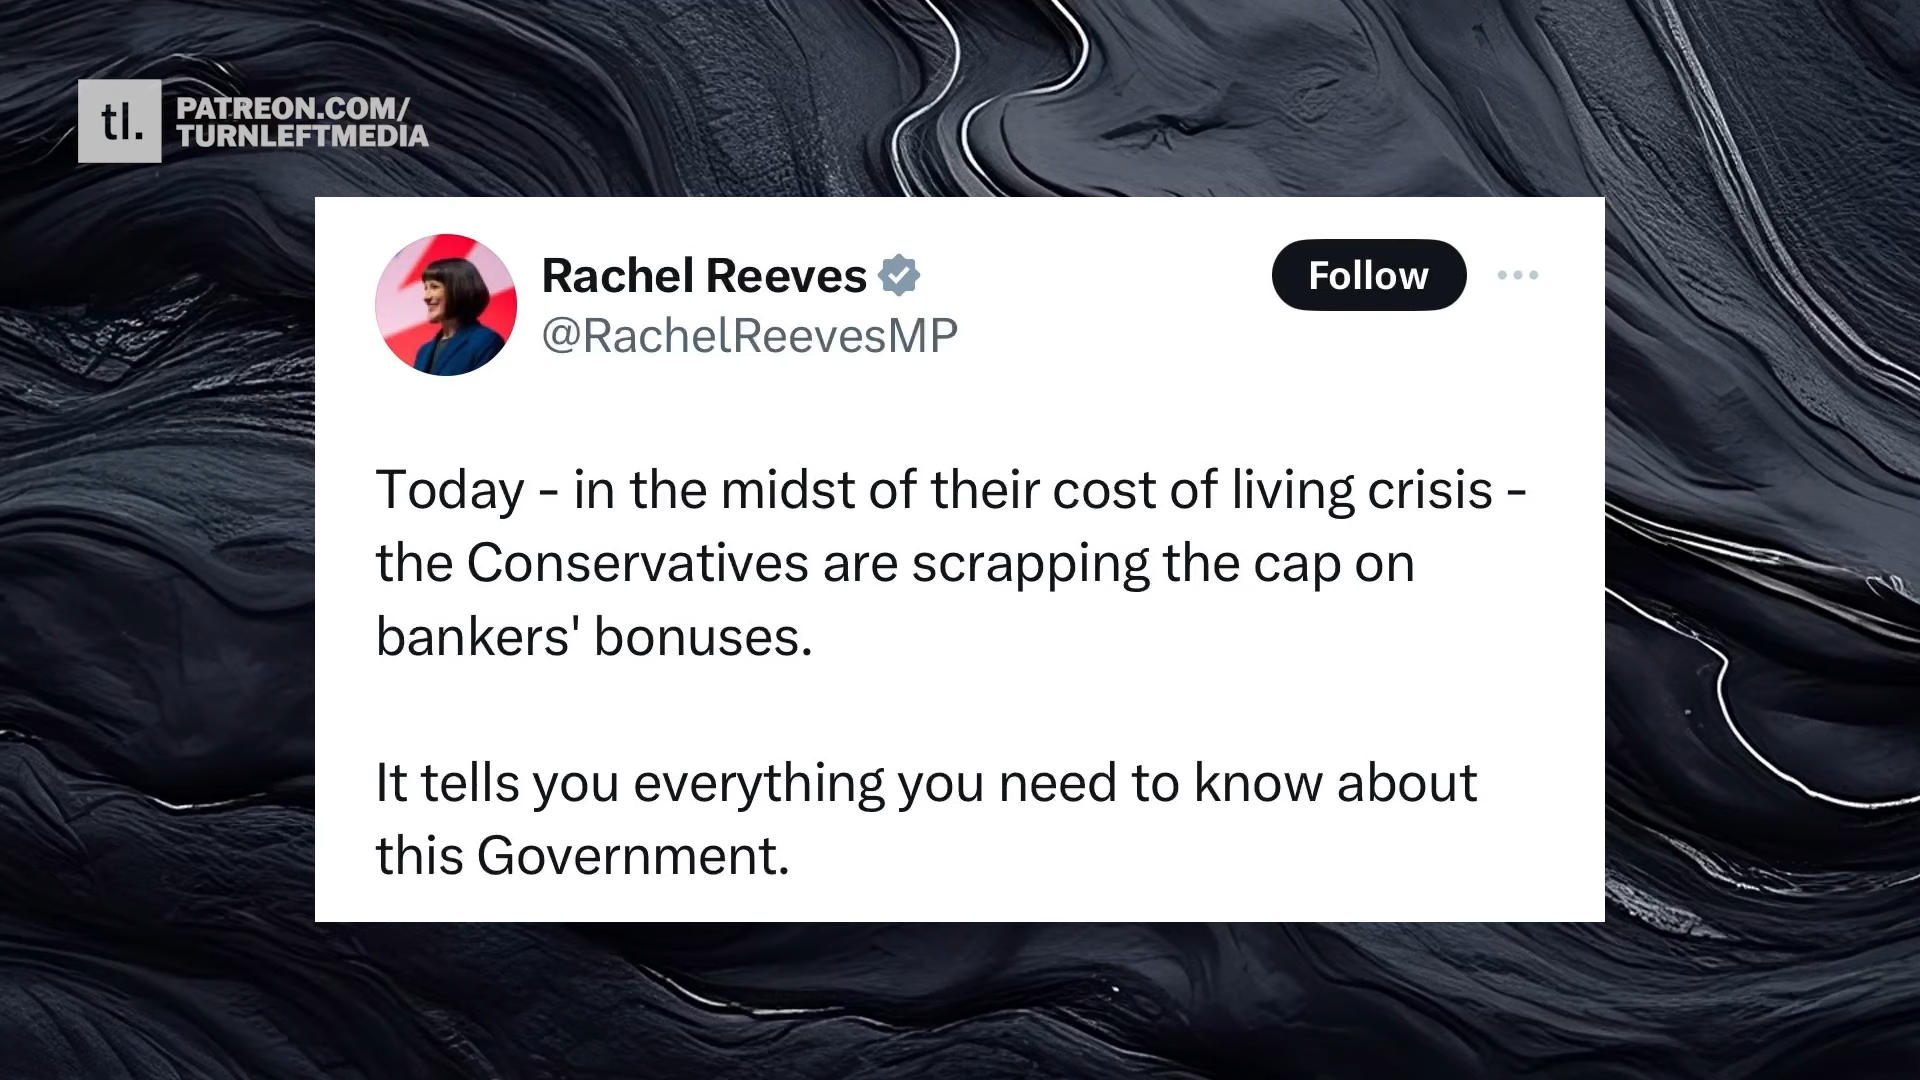 tl.
PATREON.COM/
TURNLEFTMEDIA
Rachel Reeves
@RachelReevesMP
Follow
Today - in the midst of their cost of living crisis -
the Conservatives are scrapping the cap on
bankers' bonuses.
It tells you everything you need to know about
this Government.